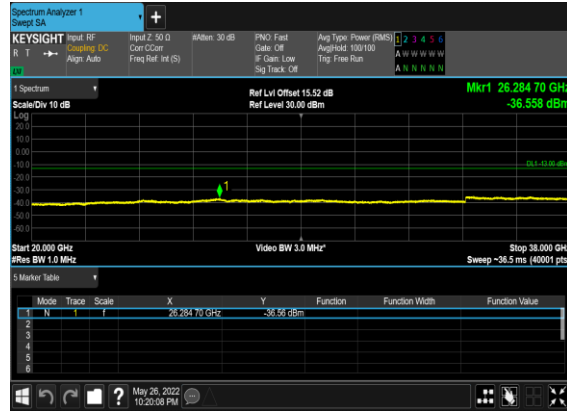 Spectrum Analyzer 1
Swept SA
KEYSIGHT Input: RF Input Z: 50 Ω #Atten: 30 dB PNO: Fast Avg Type: Power (RMS) 1 2 3 4 5 6
R T Coupling: DC Corr CCorr Gate: Off Avg|Hold: 100/100 A W W W W W
Align: Auto Freq Ref: Int (S) IF Gain: Low Trig: Free Run
Sig Track: Off A N N N N N
1 Spectrum Ref Lvl Offset 15.52 dB Mkr1 26.284 70 GHz
Scale/Div 10 dB Ref Level 30.00 dBm -36.558 dBm
Log
20.0
10.0
0.00
-10.0 DL1 -13.00 dBm
-20.0
-30.0 1
-40.0
-50.0
-60.0
Start 20.000 GHz Video BW 3.0 MHz* Stop 38.000 GHz
#Res BW 1.0 MHz Sweep ~36.5 ms (40001 pts
5 Marker Table
Mode Trace Scale X Y Function Function Width Function Value
1 N 1 f 26.284 70 GHz -36.56 dBm
2
3
4
5
6
? May 26, 2022
10:20:08 PM